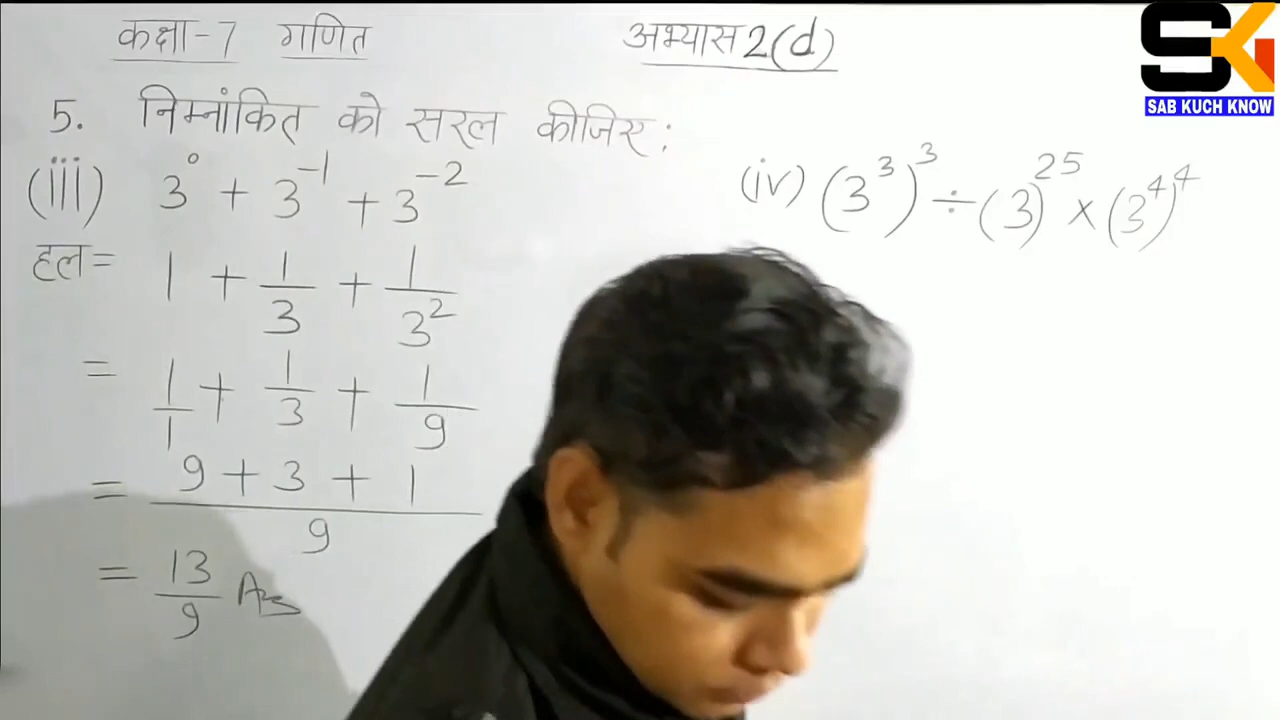 कक्षा-7 गणित
अभ्यास 2(d)
SK
SAB KUCH KNOW
5. निम्नांकित को सरल कीजिए:
(iii) 3⁰ + 3⁻¹ + 3⁻²
हल= 1 + 1/3 + 1/3²
= 1/1 + 1/3 + 1/9
= (9 + 3 + 1)/9
= 13/9 Ans
(iv) (3³)³ ÷ (3)²⁵ × (3⁴)⁴